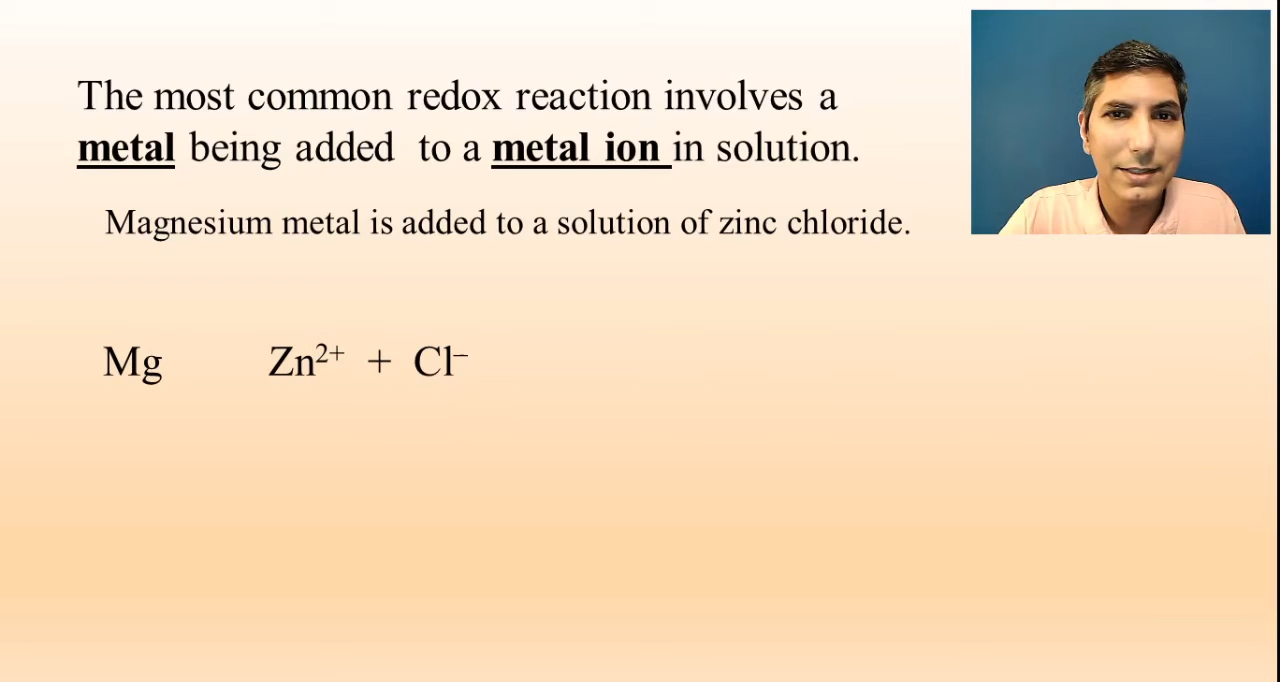 The most common redox reaction involves a
metal being added  to a metal ion in solution.
Magnesium metal is added to a solution of zinc chloride.
Mg Zn²⁺ + Cl⁻